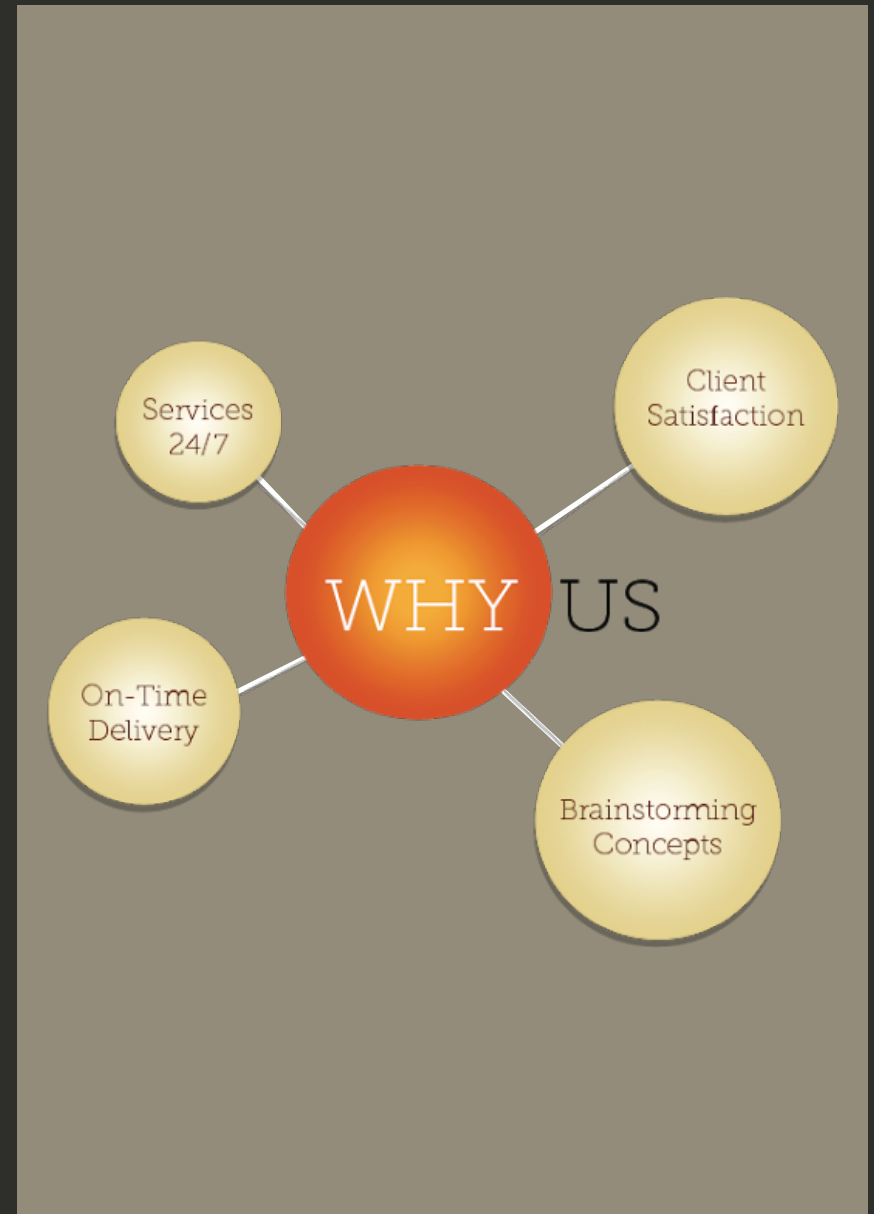 Services
24/7
Client
Satisfaction
WHY US
On-Time
Delivery
Brainstorming
Concepts